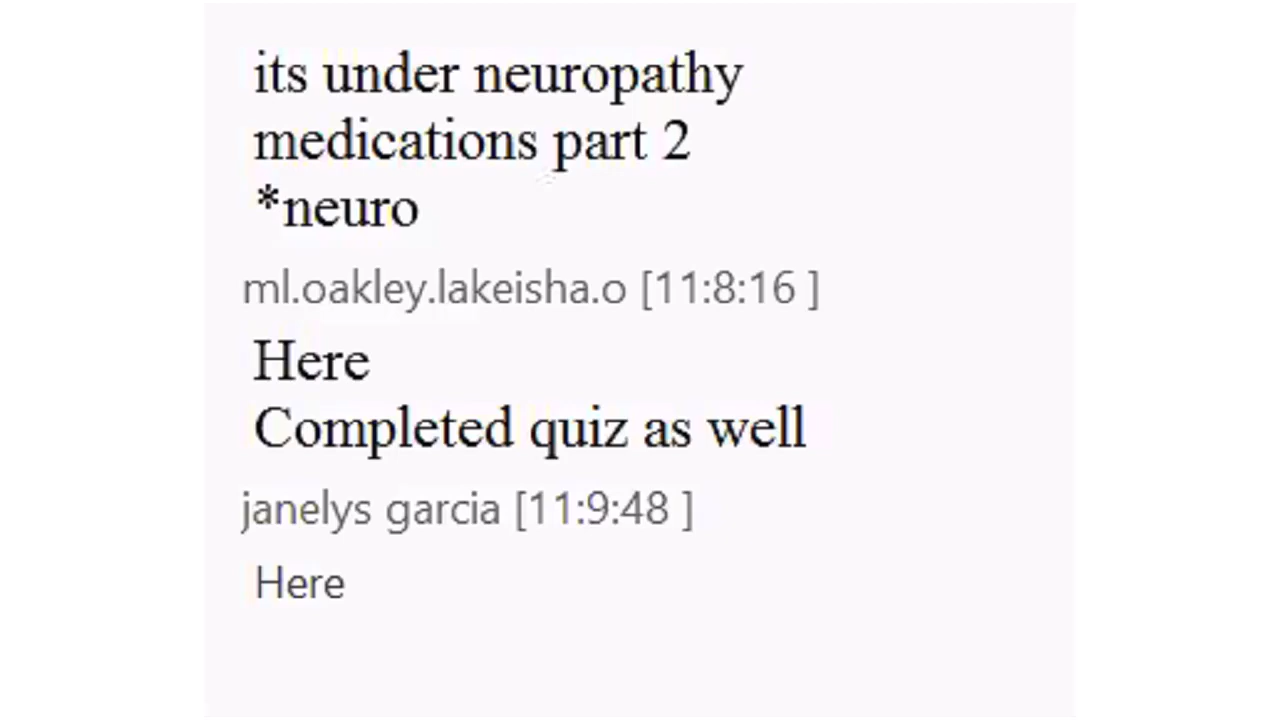 its under neuropathy
medications part 2
*neuro
ml.oakley.lakeisha.o [11:8:16 ]
Here
Completed quiz as well
janelys garcia [11:9:48 ]
Here